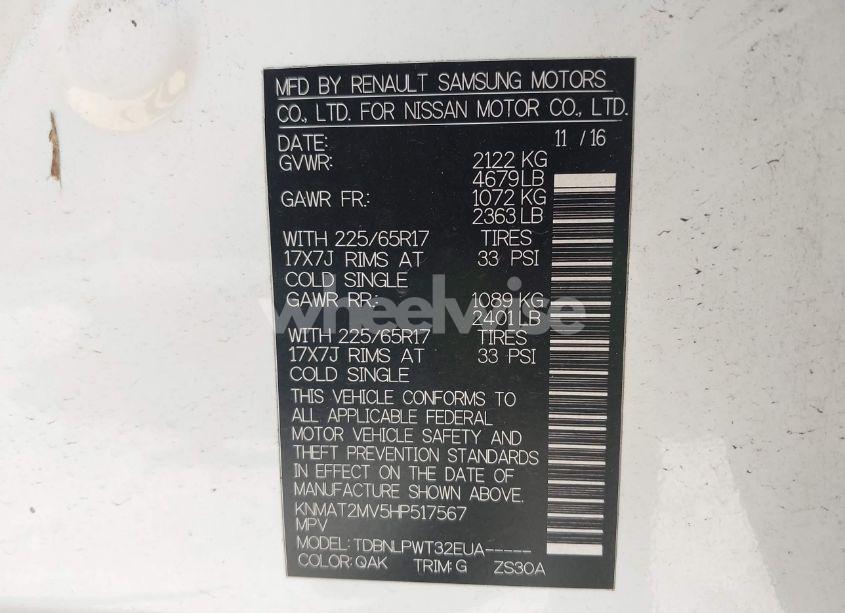 MFD BY RENAULT SAMSUNG MOTORS
CO., LTD. FOR NISSAN MOTOR CO., LTD.
DATE: 11 / 16
GVWR: 2122 KG
4679 LB
GAWR FR.: 1072 KG
2363 LB
WITH 225/65R17 TIRES
17X7J RIMS AT 33 PSI
COLD SINGLE
GAWR RR.: 1089 KG
2401 LB
wheelwise
WITH 225/65R17 TIRES
17X7J RIMS AT 33 PSI
COLD SINGLE
THIS VEHICLE CONFORMS TO
ALL APPLICABLE FEDERAL
MOTOR VEHICLE SAFETY AND
THEFT PREVENTION STANDARDS
IN EFFECT ON THE DATE OF
MANUFACTURE SHOWN ABOVE.
KNMAT2MV5HP517567
MPV
MODEL: TDBNLPWT32EUA-----
COLOR: QAK TRIM: G ZS30A